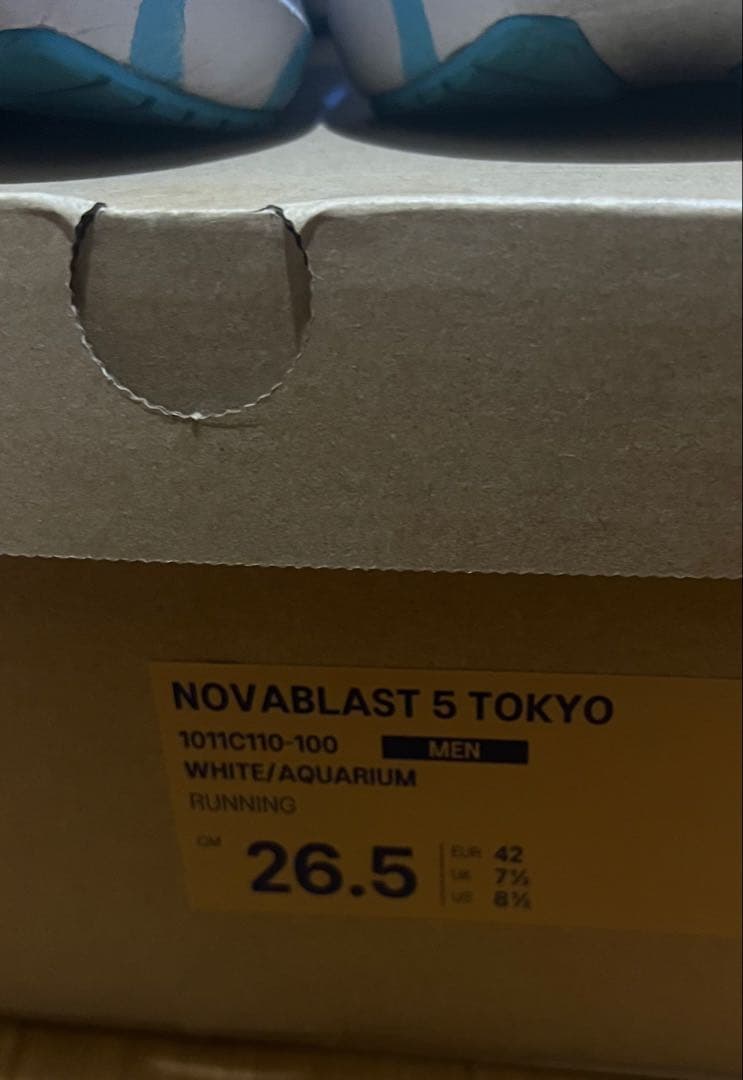 NOVABLAST 5 TOKYO
1011C110-100 MEN
WHITE/AQUARIUM
RUNNING
CM 26.5
EUR 42
UK 7½
US 8½